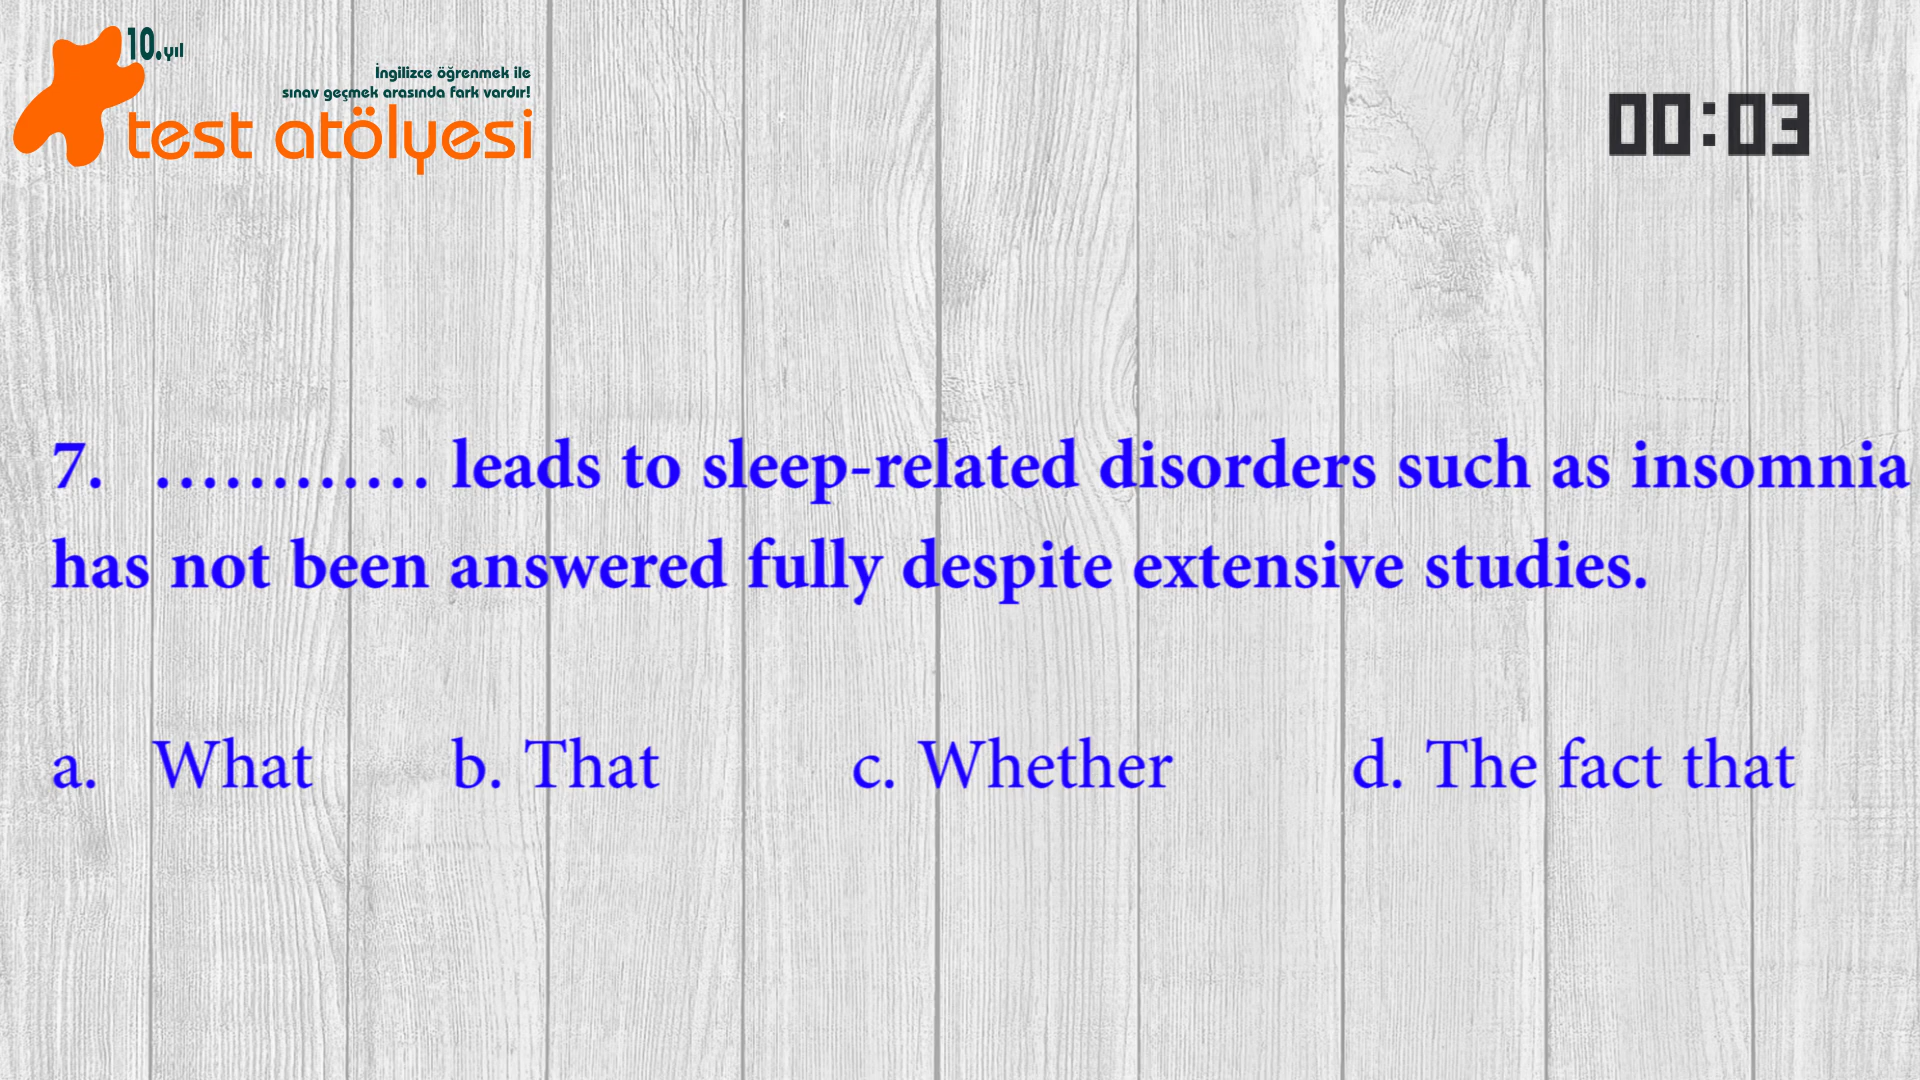 10.yıl
İngilizce öğrenmek ile
sınav geçmek arasında fark vardır!
test atölyesi
00:03
7. ............ leads to sleep-related disorders such as insomnia
has not been answered fully despite extensive studies.
a. What b. That c. Whether d. The fact that